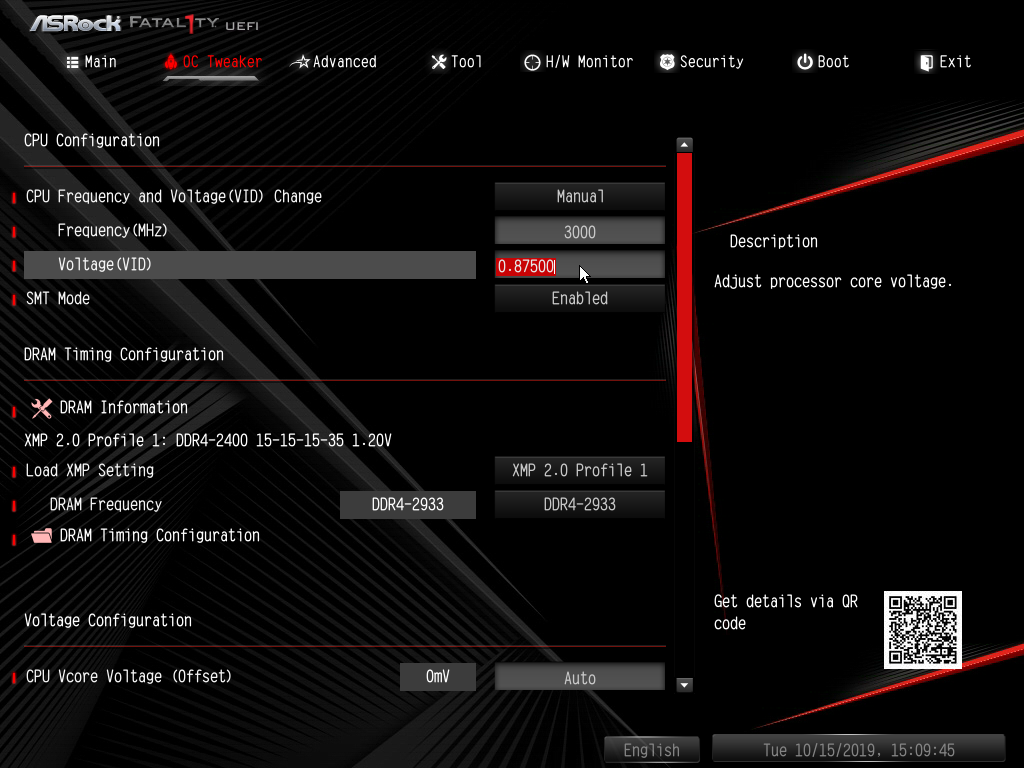 ASRock FATAL1TY UEFI
Main OC Tweaker Advanced Tool H/W Monitor Security Boot Exit
CPU Configuration
CPU Frequency and Voltage(VID) Change Manual
Frequency(MHz) 3000
Voltage(VID) 0.87500
SMT Mode Enabled
DRAM Timing Configuration
DRAM Information
XMP 2.0 Profile 1: DDR4-2400 15-15-15-35 1.20V
Load XMP Setting XMP 2.0 Profile 1
DRAM Frequency DDR4-2933 DDR4-2933
DRAM Timing Configuration
Voltage Configuration
CPU Vcore Voltage (Offset) 0mV Auto
Description
Adjust processor core voltage.
Get details via QR
code
English Tue 10/15/2019, 15:09:45